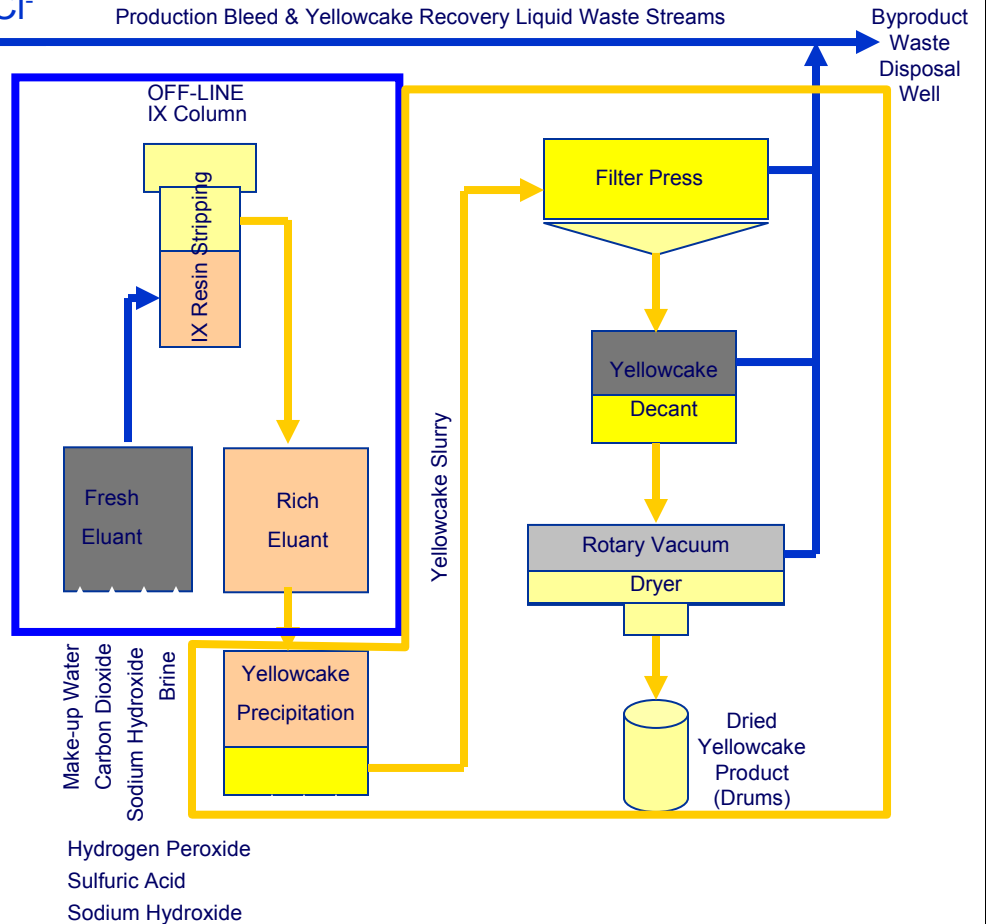 Cl-
Production Bleed & Yellowcake Recovery Liquid Waste Streams
Byproduct
Waste
Disposal
Well
OFF-LINE
IX Column
IX Resin Stripping
Fresh
Eluant
Rich
Eluant
Make-up Water
Carbon Dioxide
Sodium Hydroxide
Brine
Yellowcake
Precipitation
Hydrogen Peroxide
Sulfuric Acid
Sodium Hydroxide
Yellowcake Slurry
Filter Press
Yellowcake
Decant
Rotary Vacuum
Dryer
Dried
Yellowcake
Product
(Drums)